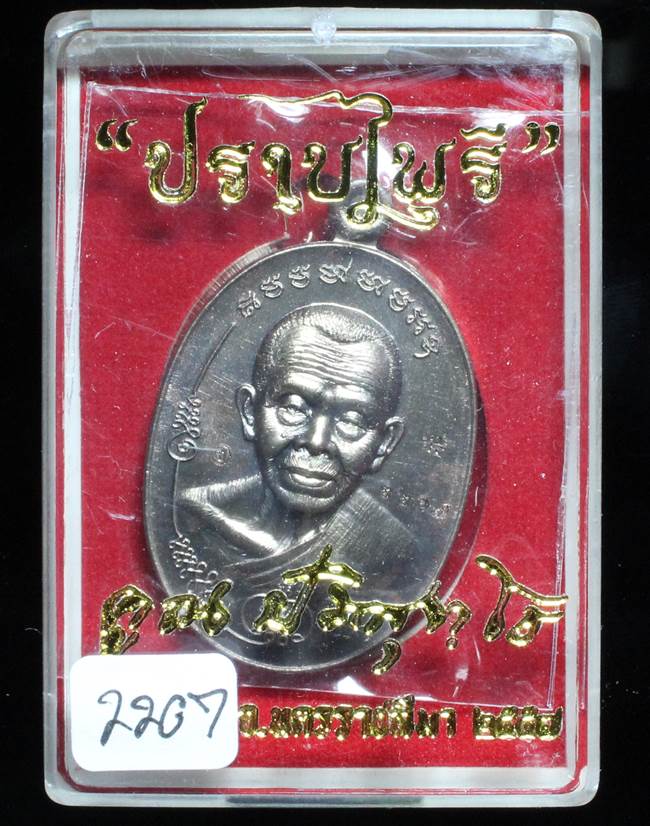 “ปราบไพรี”
คูณ ปริสุทฺโธ
2267
จ.นครราชสีมา ๒๕๕๗